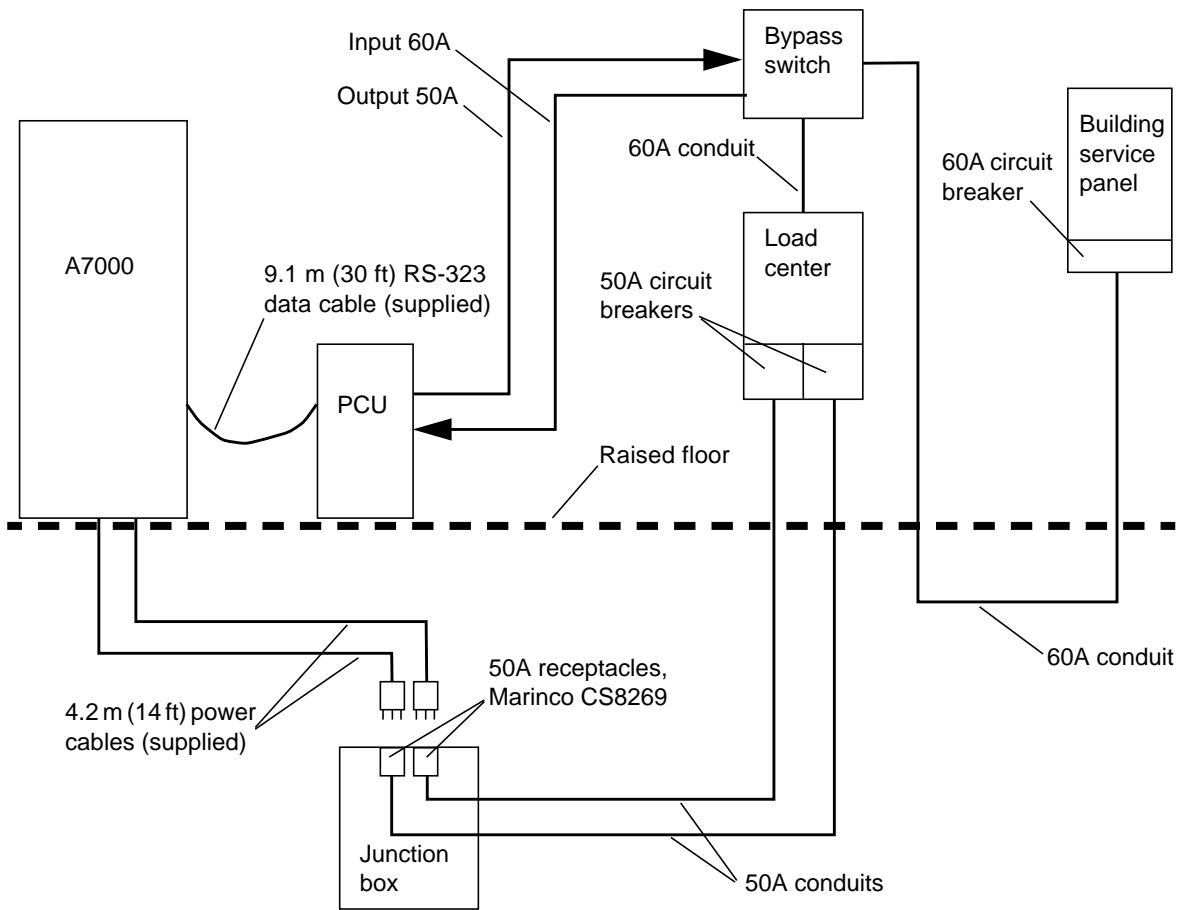 Input 60A
Output 50A
Bypass
switch
60A conduit
Building
service
panel
60A circuit
breaker
A7000
9.1 m (30 ft) RS-323
data cable (supplied)
Load
center
50A circuit
breakers
PCU
Raised floor
60A conduit
50A receptacles,
Marinco CS8269
4.2 m (14 ft) power
cables (supplied)
Junction
box
50A conduits